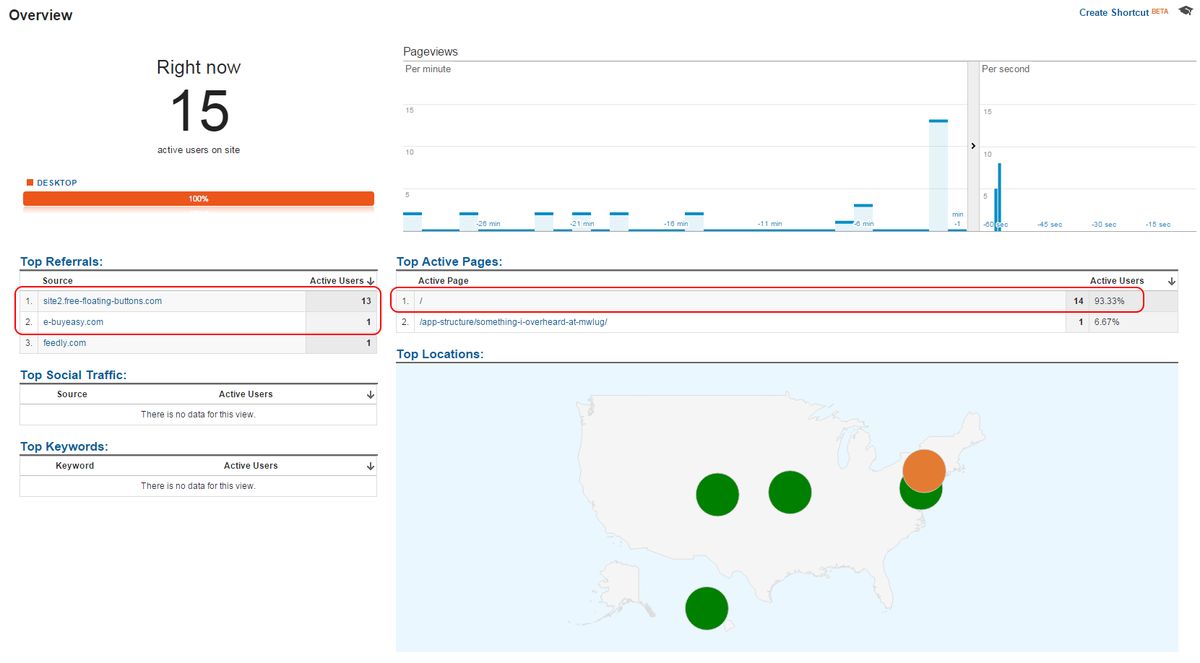 Overview
Create Shortcut BETA
Right now
15
active users on site
DESKTOP
100%
Pageviews
Per minute
15
10
5
-26 min
-21 min
-16 min
-11 min
-6 min
min
-1
Per second
15
10
5
-60 sec
-45 sec
-30 sec
-15 sec
Top Referrals:
Source Active Users
1. site2.free-floating-buttons.com 13
2. e-buyeasy.com 1
3. feedly.com 1
Top Social Traffic:
Source Active Users
There is no data for this view.
Top Keywords:
Keyword Active Users
There is no data for this view.
Top Active Pages:
Active Page Active Users
1. / 14 93.33%
2. /app-structure/something-i-overheard-at-mwlug/ 1 6.67%
Top Locations: